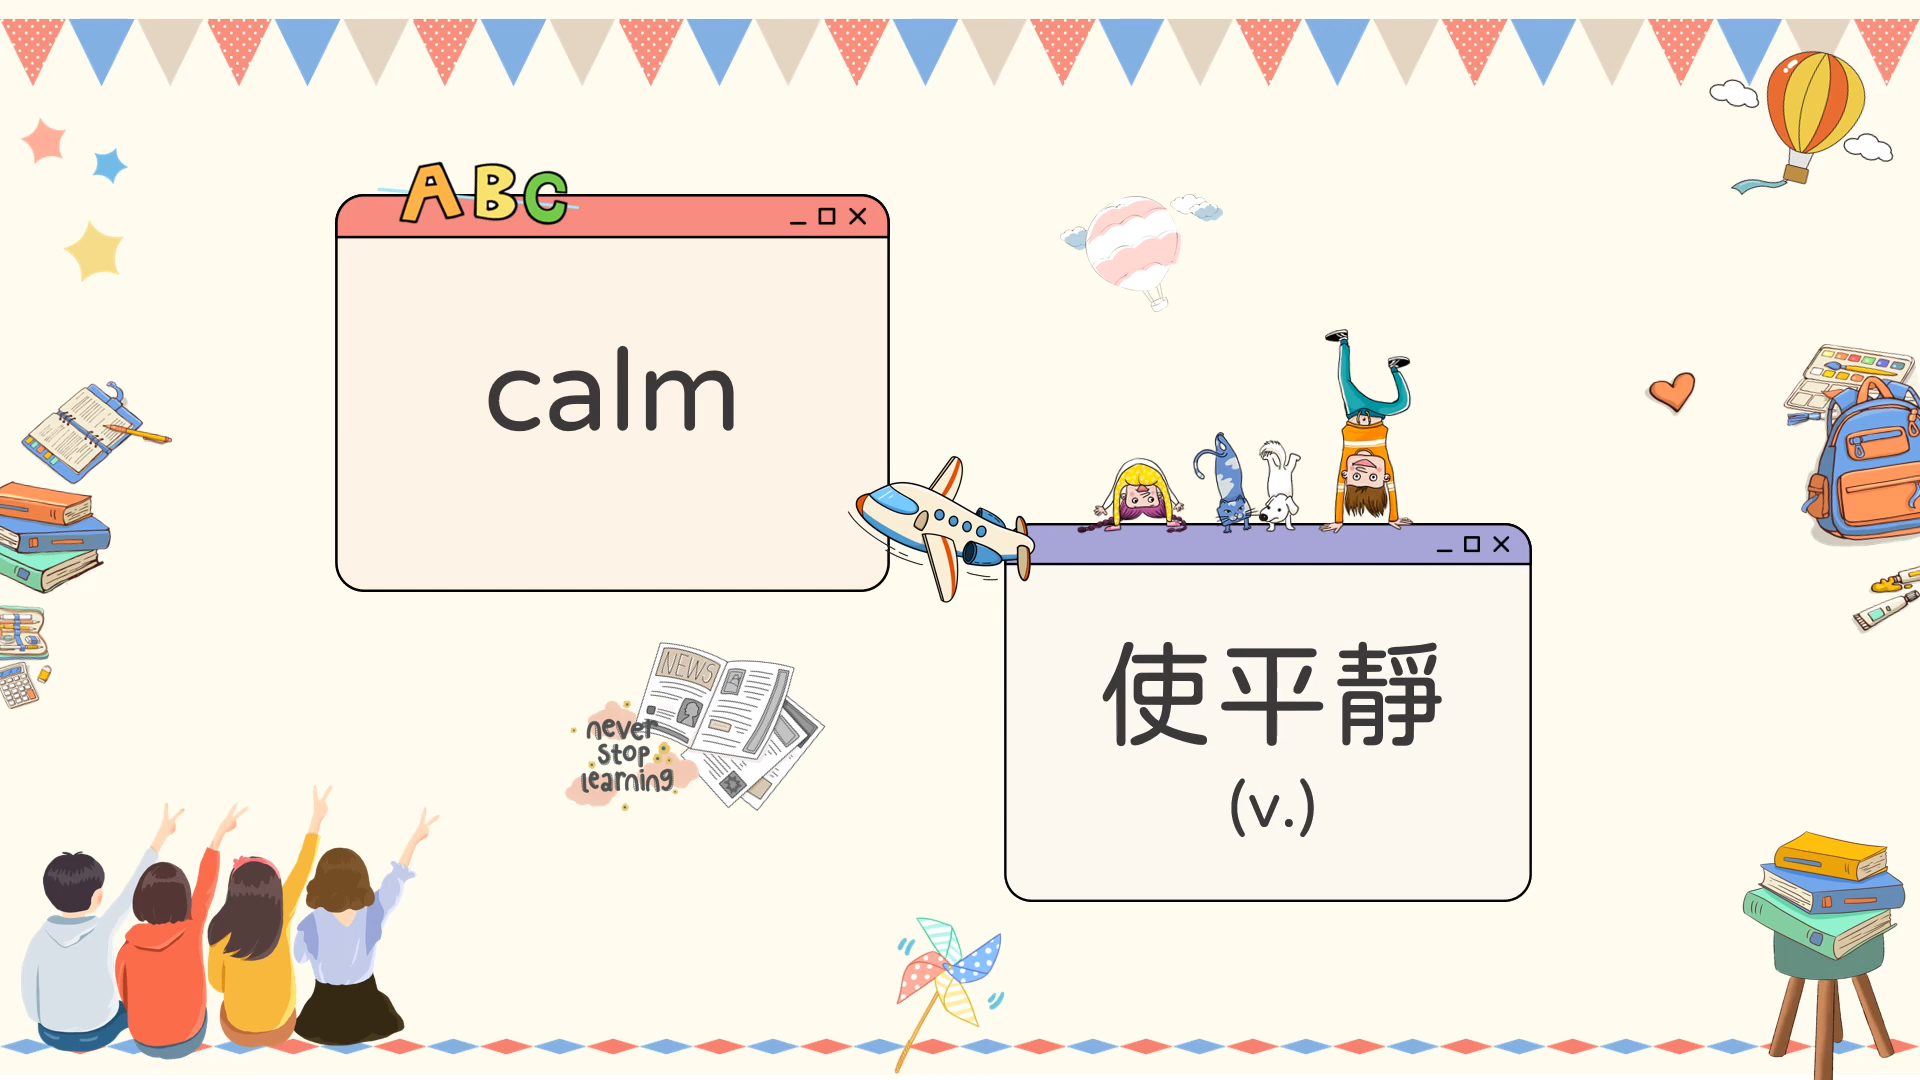 ABC
calm
使平靜
(v.)
NEWS
never
stop
learning